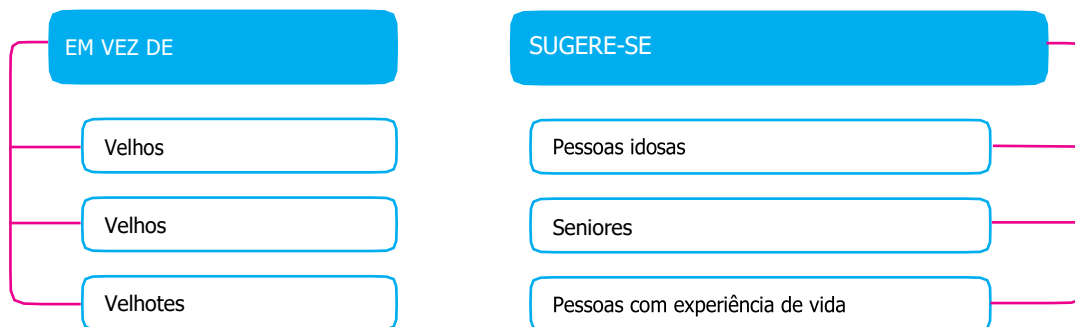 EM VEZ DE
SUGERE-SE
Velhos
Pessoas idosas
Velhos
Seniores
Velhotes
Pessoas com experiência de vida